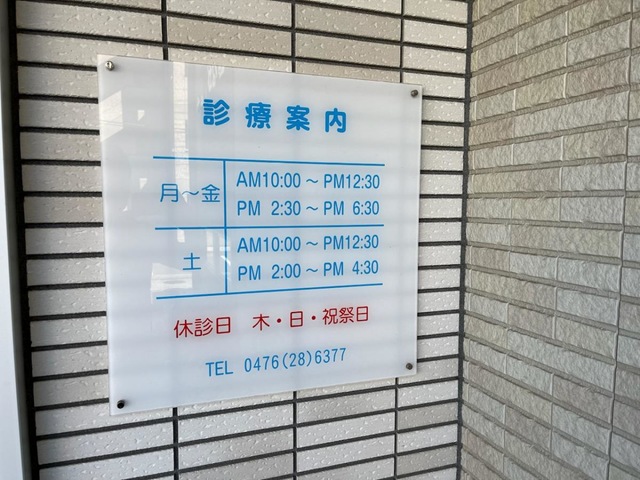 診療案内
月～金 AM10:00～PM12:30
PM 2:30～PM 6:30
土 AM10:00～PM12:30
PM 2:00～PM 4:30
休診日 木・日・祝祭日
TEL 0476(28)6377